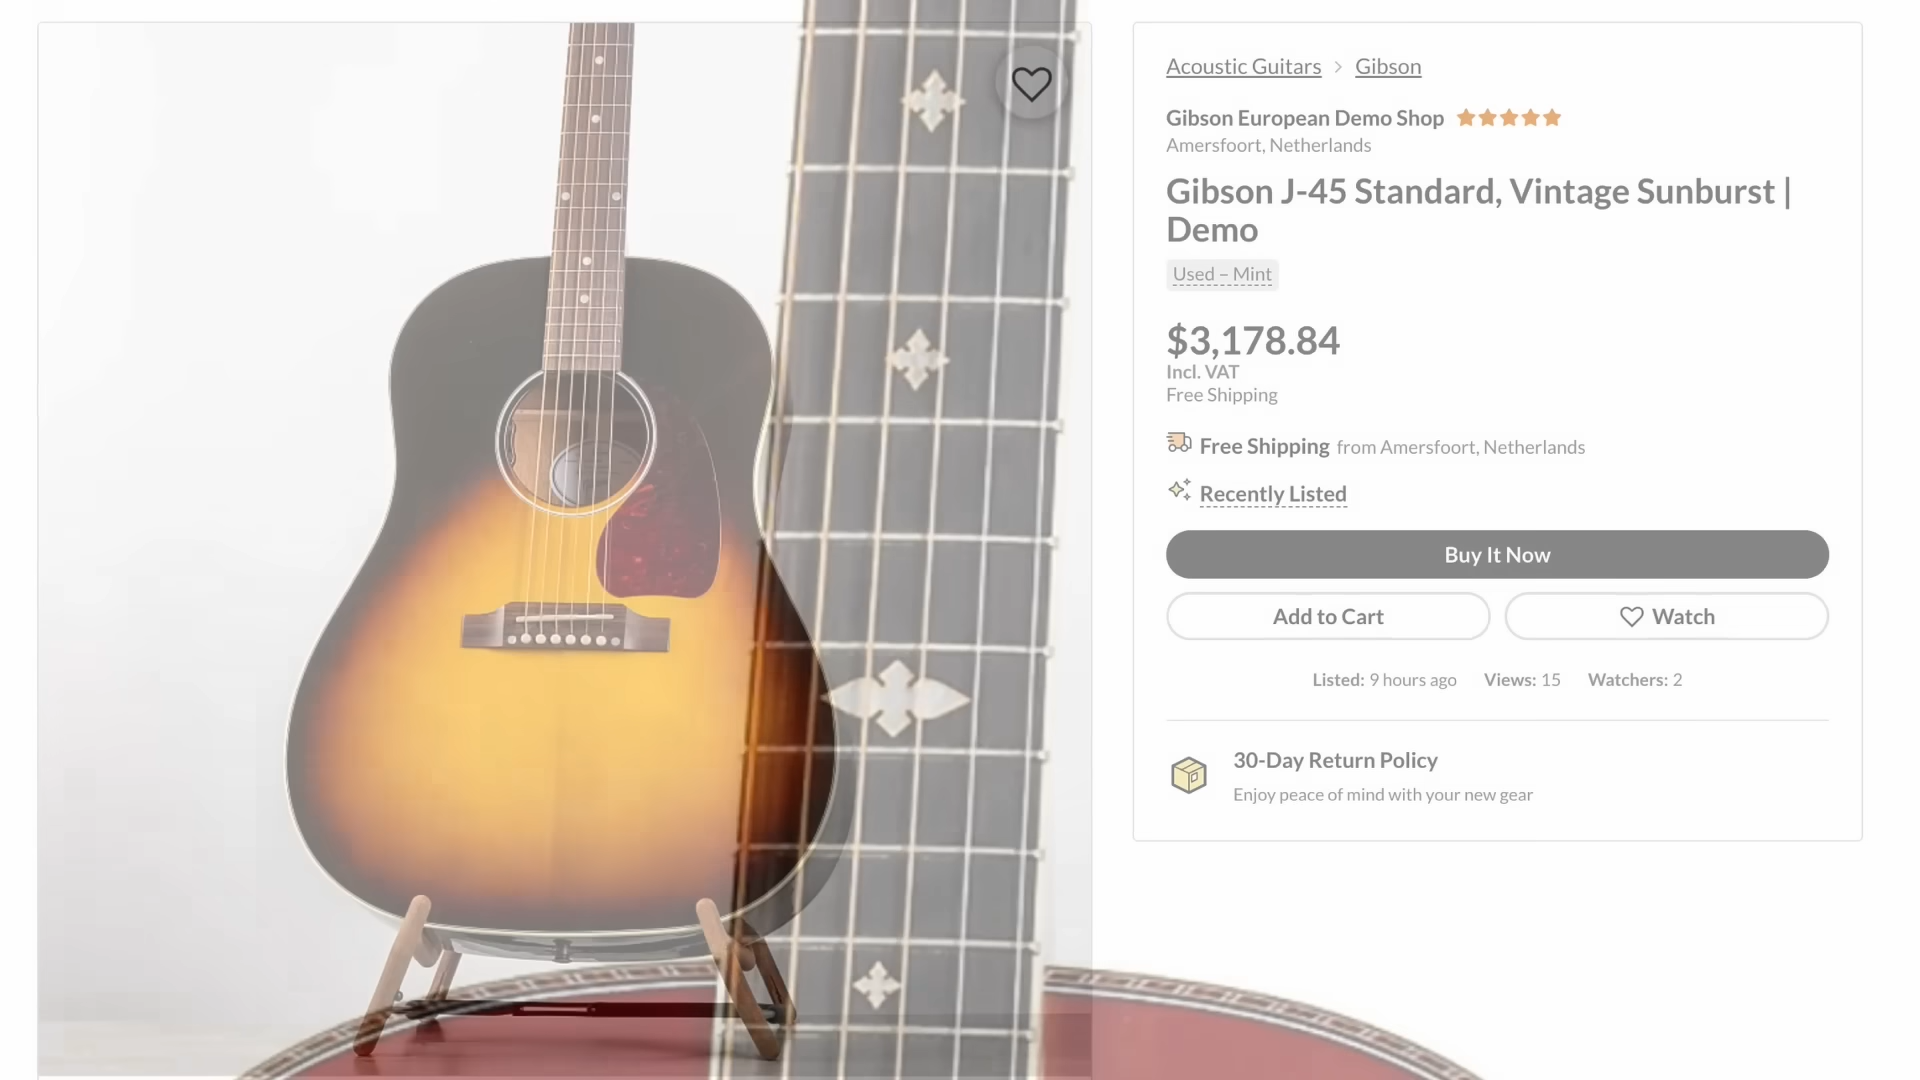 Acoustic Guitars > Gibson
Gibson European Demo Shop
Amersfoort, Netherlands
Gibson J-45 Standard, Vintage Sunburst |
Demo
Used – Mint
$3,178.84
Incl. VAT
Free Shipping
Free Shipping from Amersfoort, Netherlands
Recently Listed
Buy It Now
Add to Cart
Watch
Listed: 9 hours ago Views: 15 Watchers: 2
30-Day Return Policy
Enjoy peace of mind with your new gear